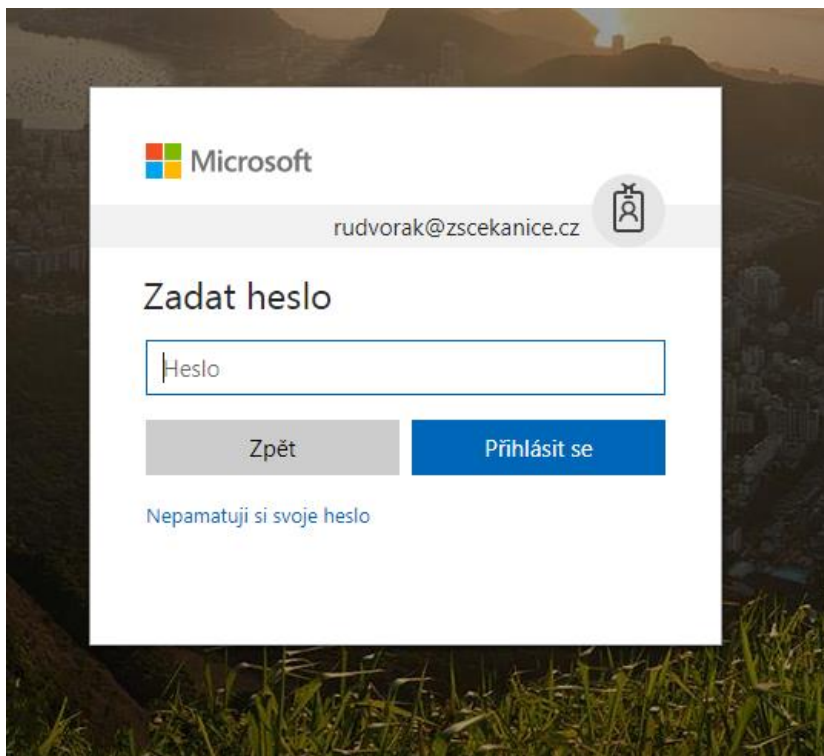 Microsoft
rudvorak@zscekanice.cz
Zadat heslo
Heslo
Zpět
Přihlásit se
Nepamatuji si svoje heslo